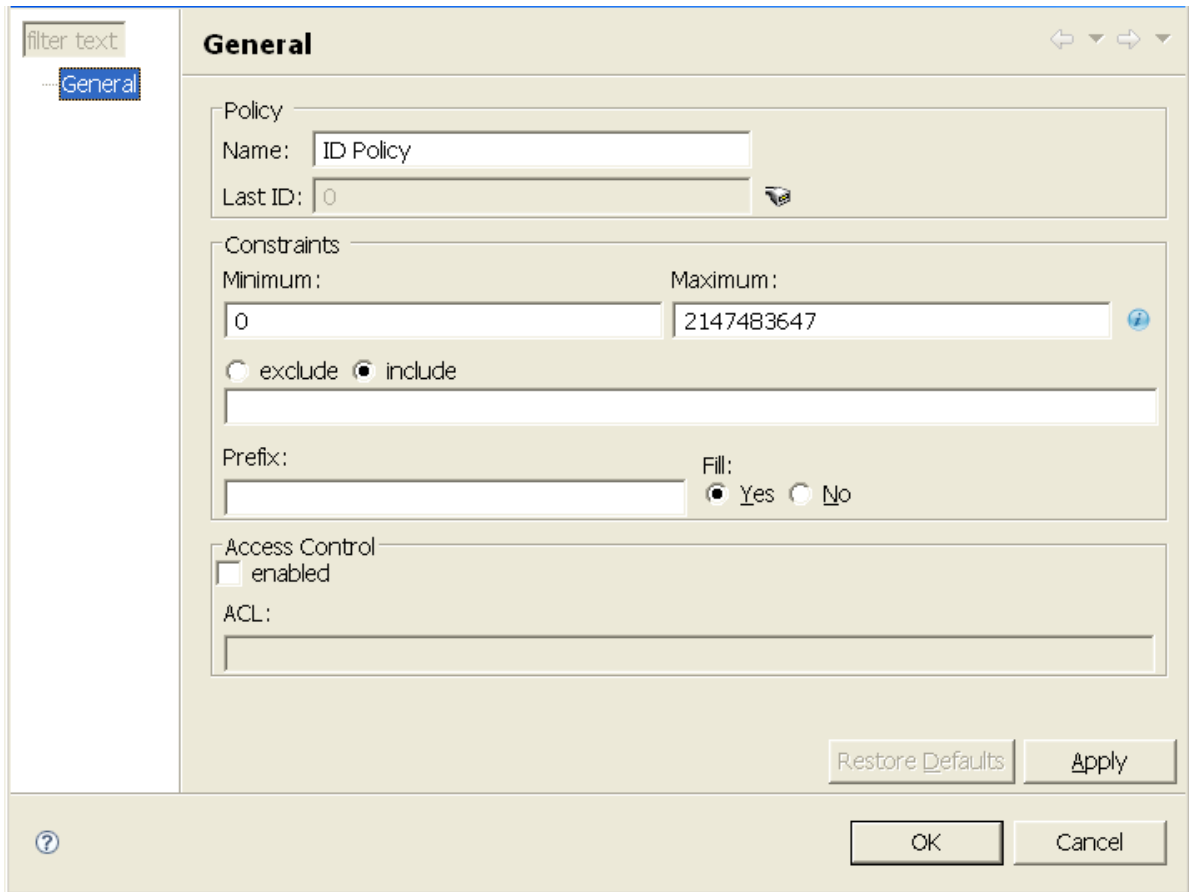 filter text
General
General
Policy
Name: ID Policy
Last ID: 0
Constraints
Minimum: Maximum:
0 2147483647
exclude include
Prefix: Fill:
Yes No
Access Control
enabled
ACL:
Restore Defaults Apply
OK Cancel